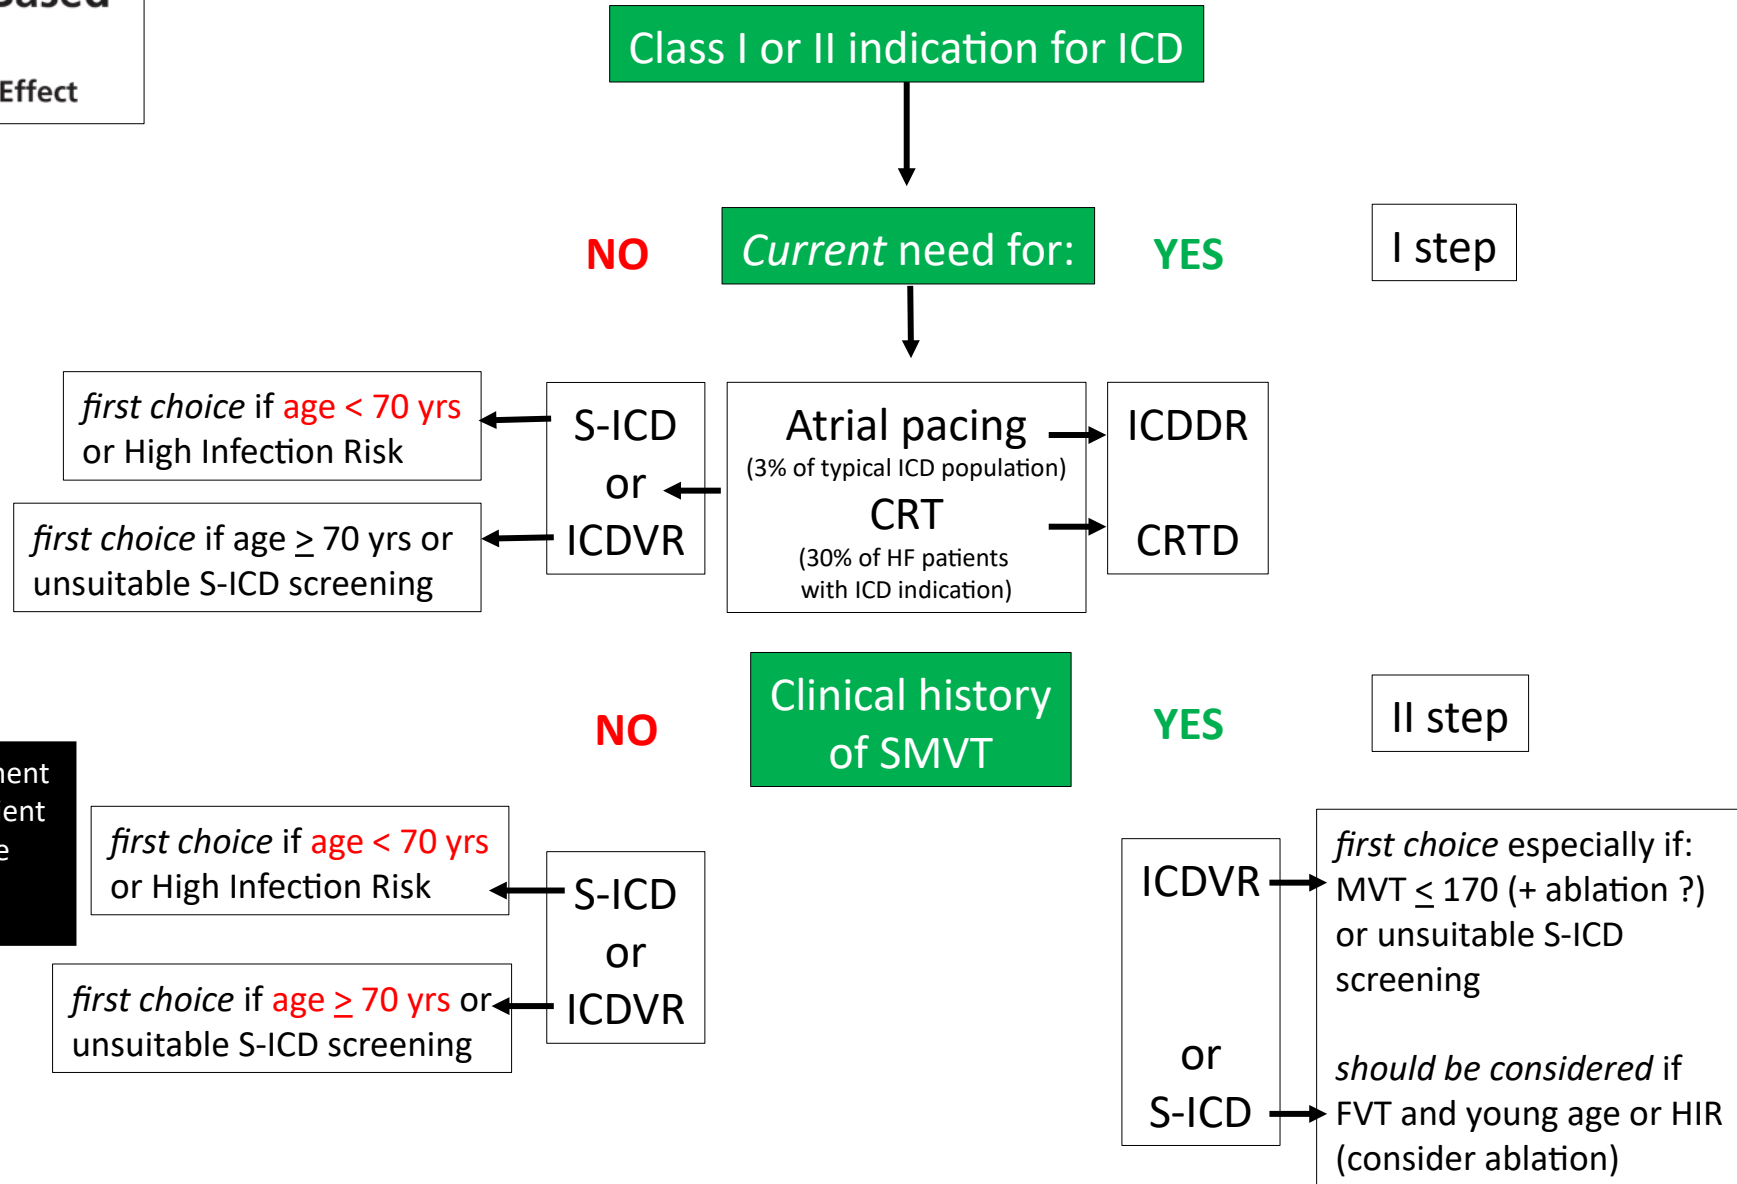 Effect
Class I or II indication for ICD
NO
Current need for:
YES
I step
first choice if age < 70 yrs
or High Infection Risk
first choice if age ≥ 70 yrs or
unsuitable S-ICD screening
S-ICD
or
ICDVR
Atrial pacing
(3% of typical ICD population)
CRT
(30% of HF patients
with ICD indication)
ICDDR
CRTD
NO
Clinical history
of SMVT
YES
II step
first choice if age < 70 yrs
or High Infection Risk
first choice if age ≥ 70 yrs or
unsuitable S-ICD screening
S-ICD
or
ICDVR
ICDVR
or
S-ICD
first choice especially if:
MVT ≤ 170 (+ ablation ?)
or unsuitable S-ICD
screening
should be considered if
FVT and young age or HIR
(consider ablation)